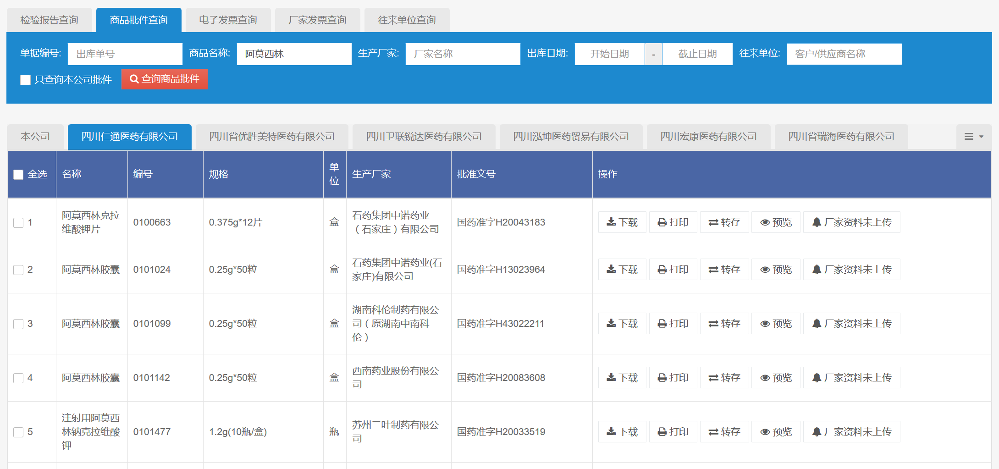 检验报告查询 商品批件查询 电子发票查询 厂家发票查询 往来单位查询
单据编号: 出库单号 商品名称: 阿莫西林 生产厂家: 厂家名称 出库日期: 开始日期 - 截止日期 往来单位: 客户/供应商名称
只查询本公司批件 查询商品批件
本公司 四川仁通医药有限公司 四川省优胜美特医药有限公司 四川卫联锐达医药有限公司 四川泓坤医药贸易有限公司 四川宏康医药有限公司 四川省瑞海医药有限公司
全选 名称 编号 规格 单位 生产厂家 批准文号 操作
1 阿莫西林克拉维酸钾片 0100663 0.375g*12片 盒 石药集团中诺药业（石家庄）有限公司 国药准字H20043183 下载 打印 转存 预览 厂家资料未上传
2 阿莫西林胶囊 0101024 0.25g*50粒 盒 石药集团中诺药业(石家庄)有限公司 国药准字H13023964 下载 打印 转存 预览 厂家资料未上传
3 阿莫西林胶囊 0101099 0.25g*50粒 盒 湖南科伦制药有限公司（原湖南中南科伦） 国药准字H43022211 下载 打印 转存 预览 厂家资料未上传
4 阿莫西林胶囊 0101142 0.25g*50粒 盒 西南药业股份有限公司 国药准字H20083608 下载 打印 转存 预览 厂家资料未上传
5 注射用阿莫西林钠克拉维酸钾 0101477 1.2g(10瓶/盒) 瓶 苏州二叶制药有限公司 国药准字H20033519 下载 打印 转存 预览 厂家资料未上传